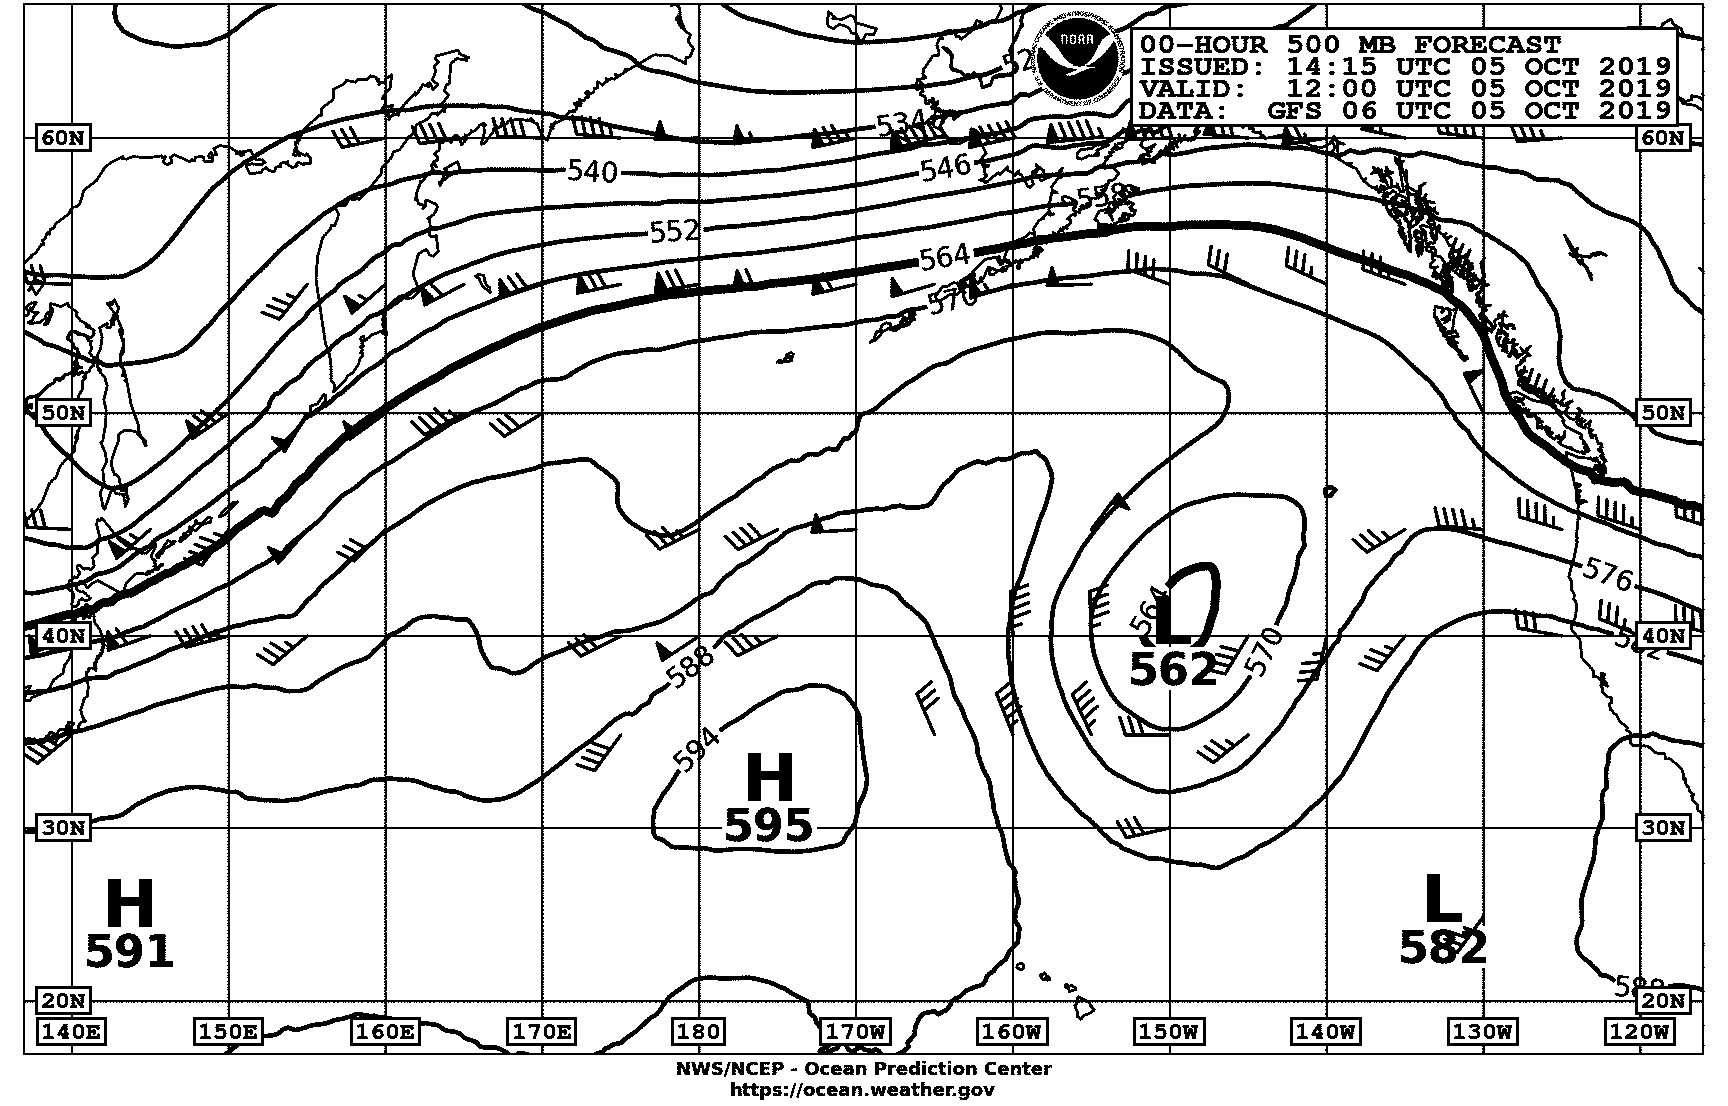 NOAA
00-HOUR 500 MB FORECAST
ISSUED: 14:15 UTC 05 OCT 2019
VALID: 12:00 UTC 05 OCT 2019
DATA: GFS 06 UTC 05 OCT 2019
534
60N
60N
540
546
558
552
564
570
50N
50N
576
564
L
562
40N
40N
588
570
594
H
595
30N
30N
H
591
L
582
588
20N
20N
140E 150E 160E 170E 180 170W 160W 150W 140W 130W 120W
NWS/NCEP - Ocean Prediction Center
https://ocean.weather.gov